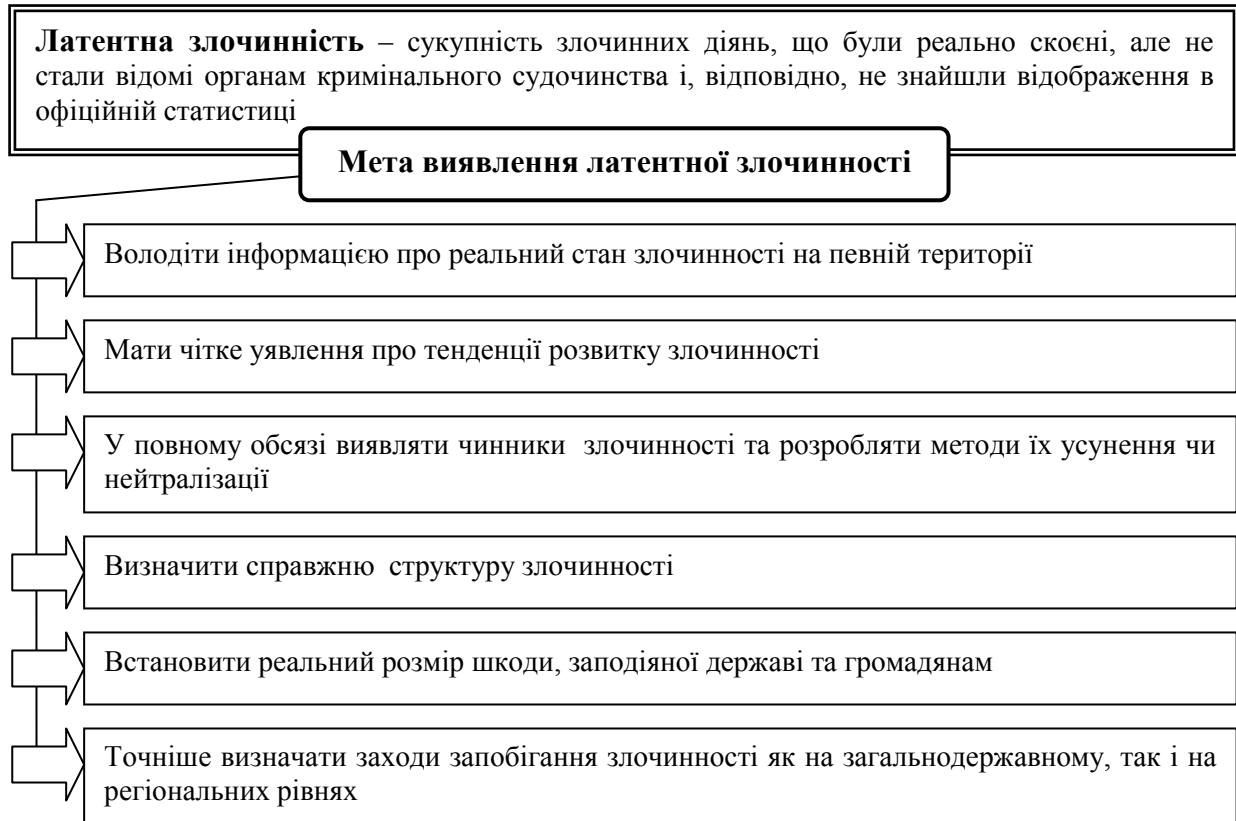 Латентна злочинність – сукупність злочинних діянь, що були реально скоєні, але не
стали відомі органам кримінального судочинства і, відповідно, не знайшли відображення в
офіційній статистиці
Мета виявлення латентної злочинності
Володіти інформацією про реальний стан злочинності на певній території
Мати чітке уявлення про тенденції розвитку злочинності
У повному обсязі виявляти чинники злочинності та розробляти методи їх усунення чи
нейтралізації
Визначити справжню структуру злочинності
Встановити реальний розмір шкоди, заподіяної державі та громадянам
Точніше визначати заходи запобігання злочинності як на загальнодержавному, так і на
регіональних рівнях